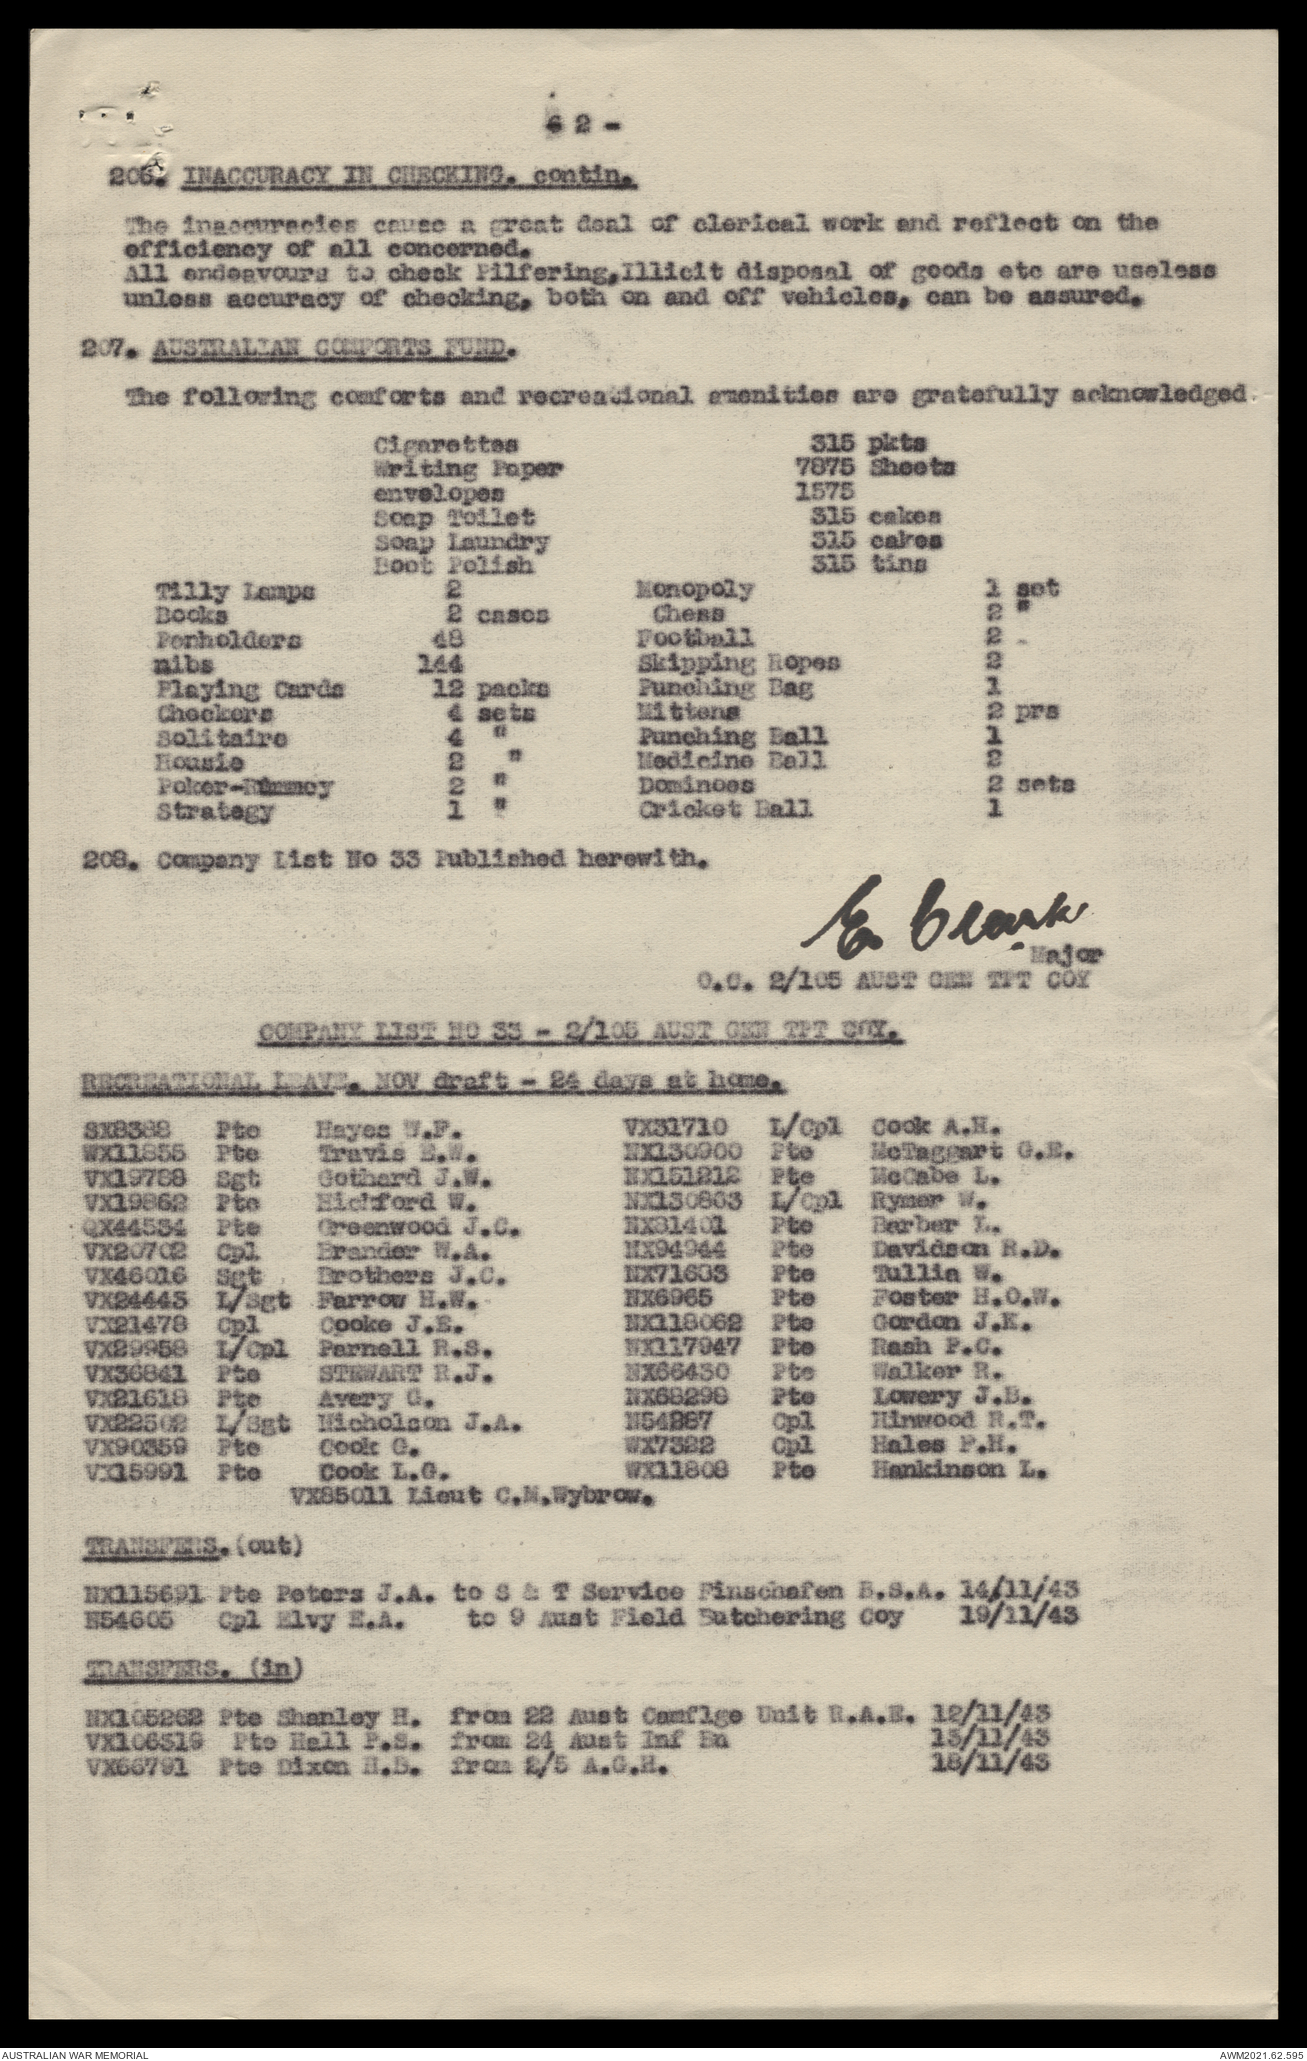 2 -
206. INACCURACY IN CHECKING. contin.
The inaccuracies cause a great deal of clerical work and reflect on the
efficiency of all concerned.
All endeavours to check Pilfering,Illicit disposal of goods etc are useless
unless accuracy of checking, both on and off vehicles, can be assured.
207. AUSTRALIAN COMFORTS FUND.
The following comforts and recreational amenities are gratefully acknowledged.
Cigarettes 315 pkts
Writing Paper 7875 Sheets
envelopes 1575
Soap Toilet 315 cakes
Soap Laundry 315 cakes
Boot Polish 315 tins
Tilly Lamps 2 Monopoly 1 set
Books 2 cases Chess 2 "
Penholders 48 Football 2
nibs 144 Skipping Ropes 2
Playing Cards 12 packs Punching Bag 1
Checkers 4 sets Mittens 2 prs
Solitaire 4 " Punching Ball 1
Housie 2 " Medicine Ball 2
Poker-Rummey 2 " Dominoes 2 sets
Strategy 1 " Cricket Ball 1
208. Company List No 33 Published herewith.
E. Clark
Major
O.C. 2/105 AUST GEN TPT COY
COMPANY LIST NO 33 - 2/105 AUST GEN TPT COY.
RECREATIONAL LEAVE. NOV draft - 24 days at home.
SX8388 Pte Hayes W.F. VX31710 L/Cpl Cook A.H.
WX11855 Pte Travis E.W. NX130900 Pte McTaggart G.E.
VX19788 Sgt Gothard J.W. NX151212 Pte McCabe L.
VX19862 Pte Hickford W. NX130803 L/Cpl Rymer W.
QX44534 Pte Greenwood J.C. NX81401 Pte Barber L.
VX20702 Cpl Brander W.A. NX94944 Pte Davidson R.D.
VX46016 Sgt Brothers J.C. NX71603 Pte Tullia W.
VX24443 L/Sgt Farrow H.W. NX6965 Pte Foster H.O.W.
VX21478 Cpl Cooke J.E. NX118062 Pte Gordon J.K.
VX29958 L/Cpl Parnell R.S. NX117947 Pte Rash P.C.
VX36841 Pte STEWART R.J. NX66430 Pte Walker R.
VX21618 Pte Avery G. NX68298 Pte Lowery J.B.
VX22502 L/Sgt Nicholson J.A. N54287 Cpl Hinwood R.T.
VX90359 Pte Cook G. WX7322 Cpl Hales P.H.
VX15991 Pte Cook L.G. WX11808 Pte Hankinson L.
VX85011 Lieut C.M.Wybrow.
TRANSFERS.(out)
NX115691 Pte Peters J.A. to S & T Service Finschafen B.S.A. 14/11/43
N54605 Cpl Elvy E.A. to 9 Aust Field Butchering Coy 19/11/43
TRANSFERS. (in)
NX105262 Pte Shanley H. from 22 Aust Camflge Unit R.A.E. 12/11/43
VX106319 Pte Hall P.S. from 24 Aust Inf Bn 13/11/43
VX66791 Pte Dixon H.B. from 2/5 A.G.H. 18/11/43
AUSTRALIAN WAR MEMORIAL AWM2021.62.595